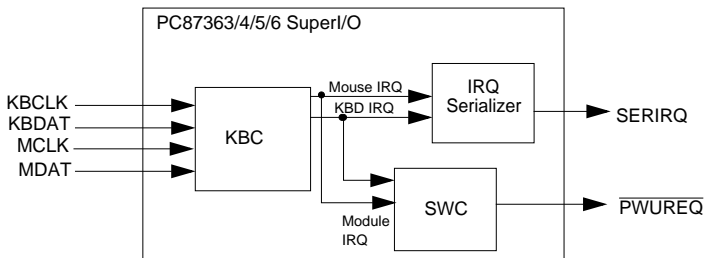 PC87363/4/5/6 SuperI/O
KBCLK
KBDAT
MCLK
MDAT
KBC
Mouse IRQ
KBD IRQ
IRQ
Serializer
SERIRQ
Module
IRQ
SWC
PWUREQ